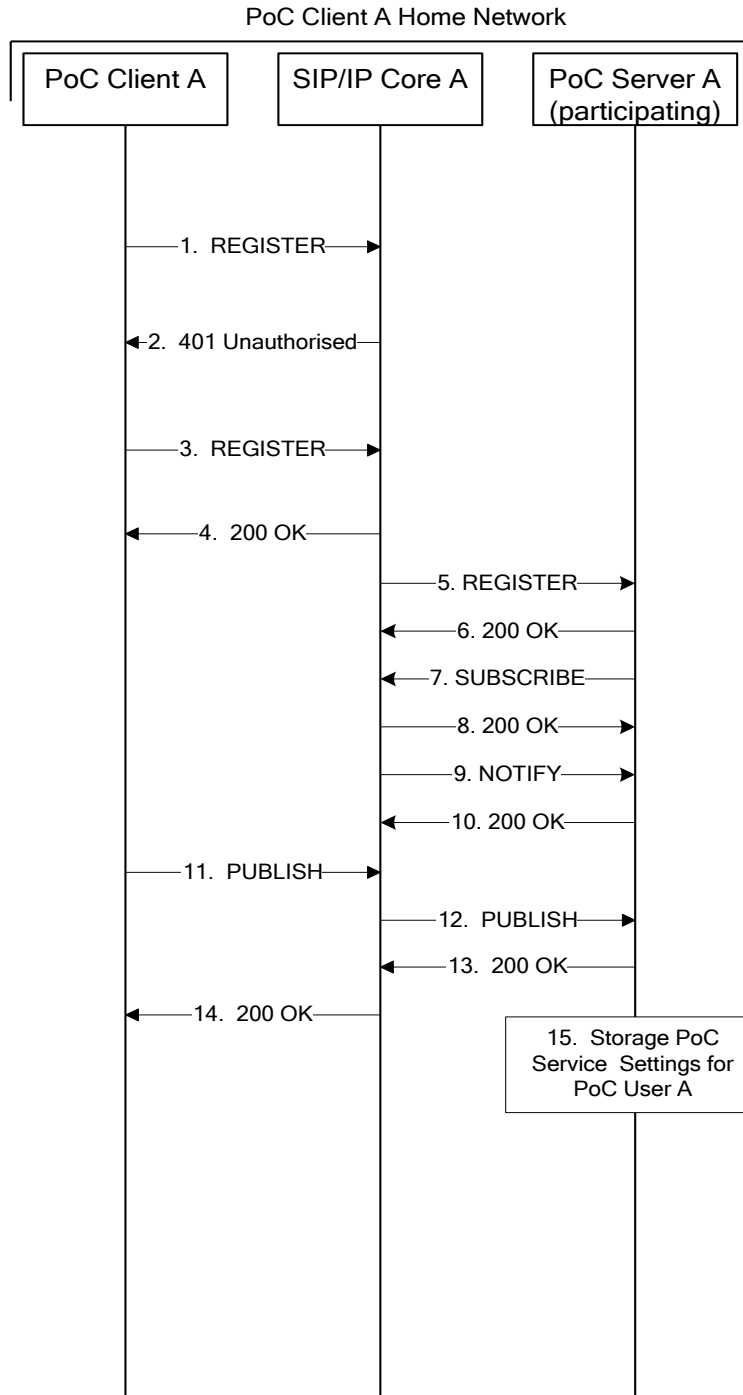 PoC Client A Home Network
PoC Client A
SIP/IP Core A
PoC Server A
(participating)
1. REGISTER
2. 401 Unauthorised
3. REGISTER
4. 200 OK
5. REGISTER
6. 200 OK
7. SUBSCRIBE
8. 200 OK
9. NOTIFY
10. 200 OK
11. PUBLISH
12. PUBLISH
13. 200 OK
14. 200 OK
15. Storage PoC
Service Settings for
PoC User A